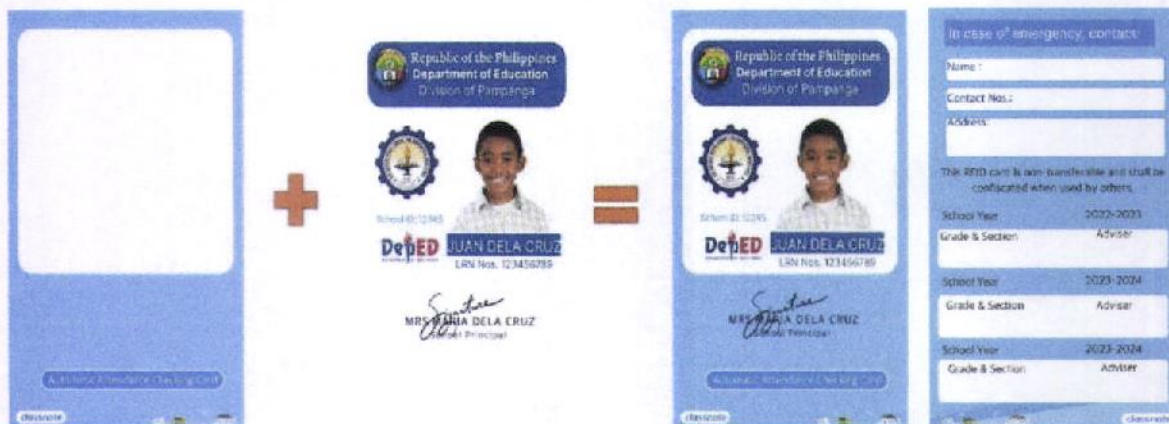 Automatic Attendance Checking Card
classnote
Republic of the Philippines
Department of Education
Division of Pampanga
School ID: 12345
DepED
JUAN DELA CRUZ
LRN Nos. 123456789
Signature
MRS MARIA DELA CRUZ
School Principal
Republic of the Philippines
Department of Education
Division of Pampanga
School ID: 12345
DepED
JUAN DELA CRUZ
LRN Nos. 123456789
Signature
MRS MARIA DELA CRUZ
School Principal
Automatic Attendance Checking Card
classnote
In case of emergency, contact:
Name :
Contact Nos.:
Address:
This RFID card is non-transferable and shall be
confiscated when used by others.
School Year 2022-2023
Grade & Section Adviser
School Year 2023-2024
Grade & Section Adviser
School Year 2023-2024
Grade & Section Adviser
classnote